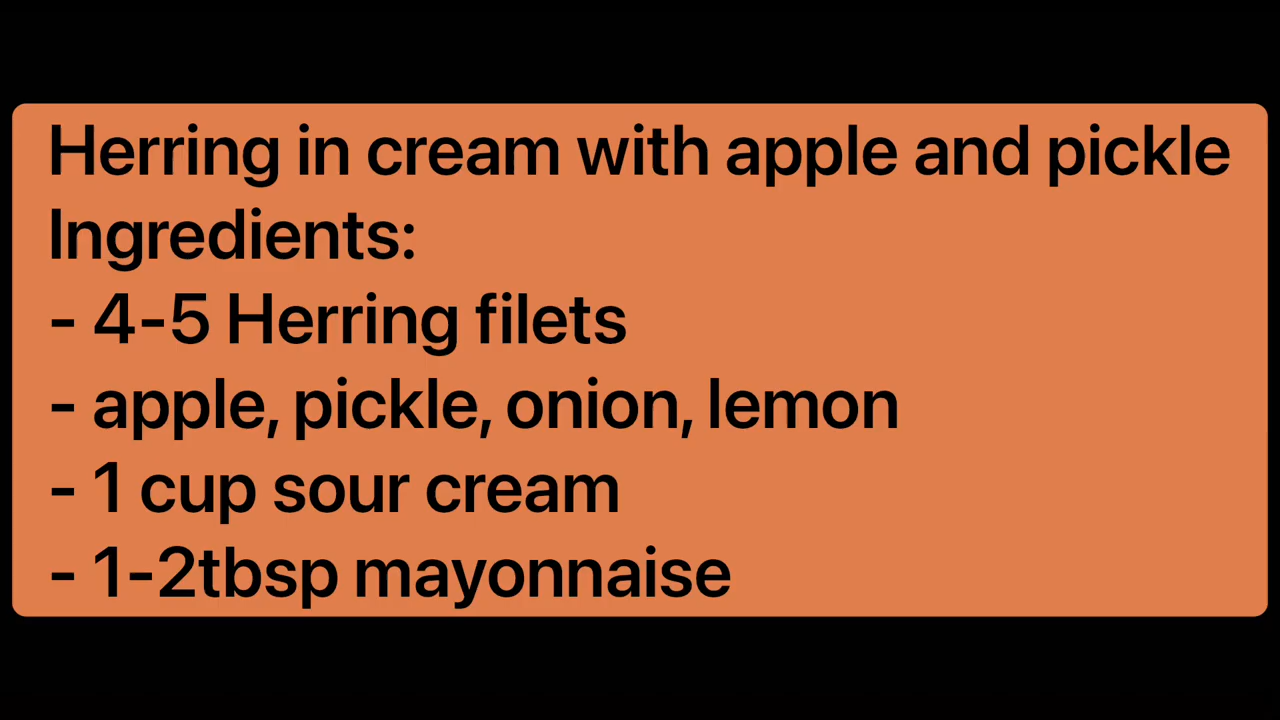 Herring in cream with apple and pickle
Ingredients:
- 4-5 Herring filets
- apple, pickle, onion, lemon
- 1 cup sour cream
- 1-2tbsp mayonnaise